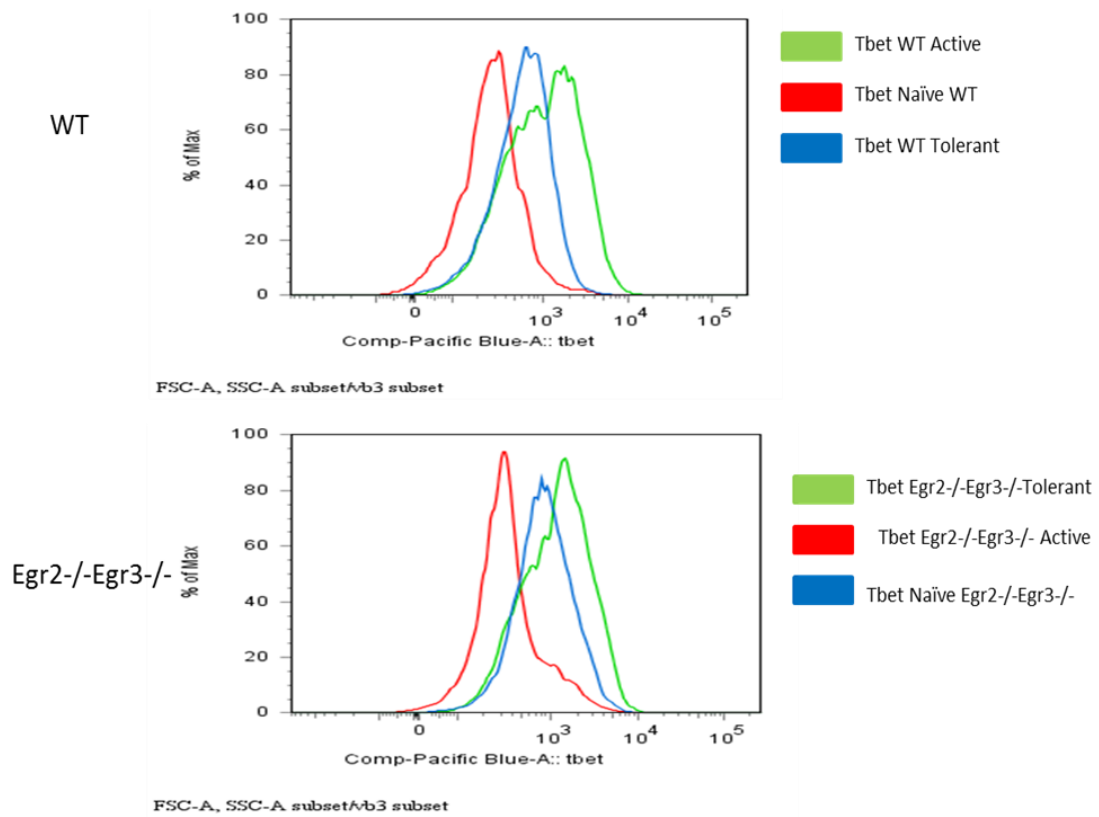 WT
100
80
60
40
20
0
% of Max
0 10³ 10⁴ 10⁵
Comp-Pacific Blue-A:: tbet
FSC-A, SSC-A subset/vb3 subset
Tbet WT Active
Tbet Naïve WT
Tbet WT Tolerant
Egr2-/-Egr3-/-
100
80
60
40
20
0
% of Max
0 10³ 10⁴ 10⁵
Comp-Pacific Blue-A:: tbet
FSC-A, SSC-A subset/vb3 subset
Tbet Egr2-/-Egr3-/-Tolerant
Tbet Egr2-/-Egr3-/- Active
Tbet Naïve Egr2-/-Egr3-/-